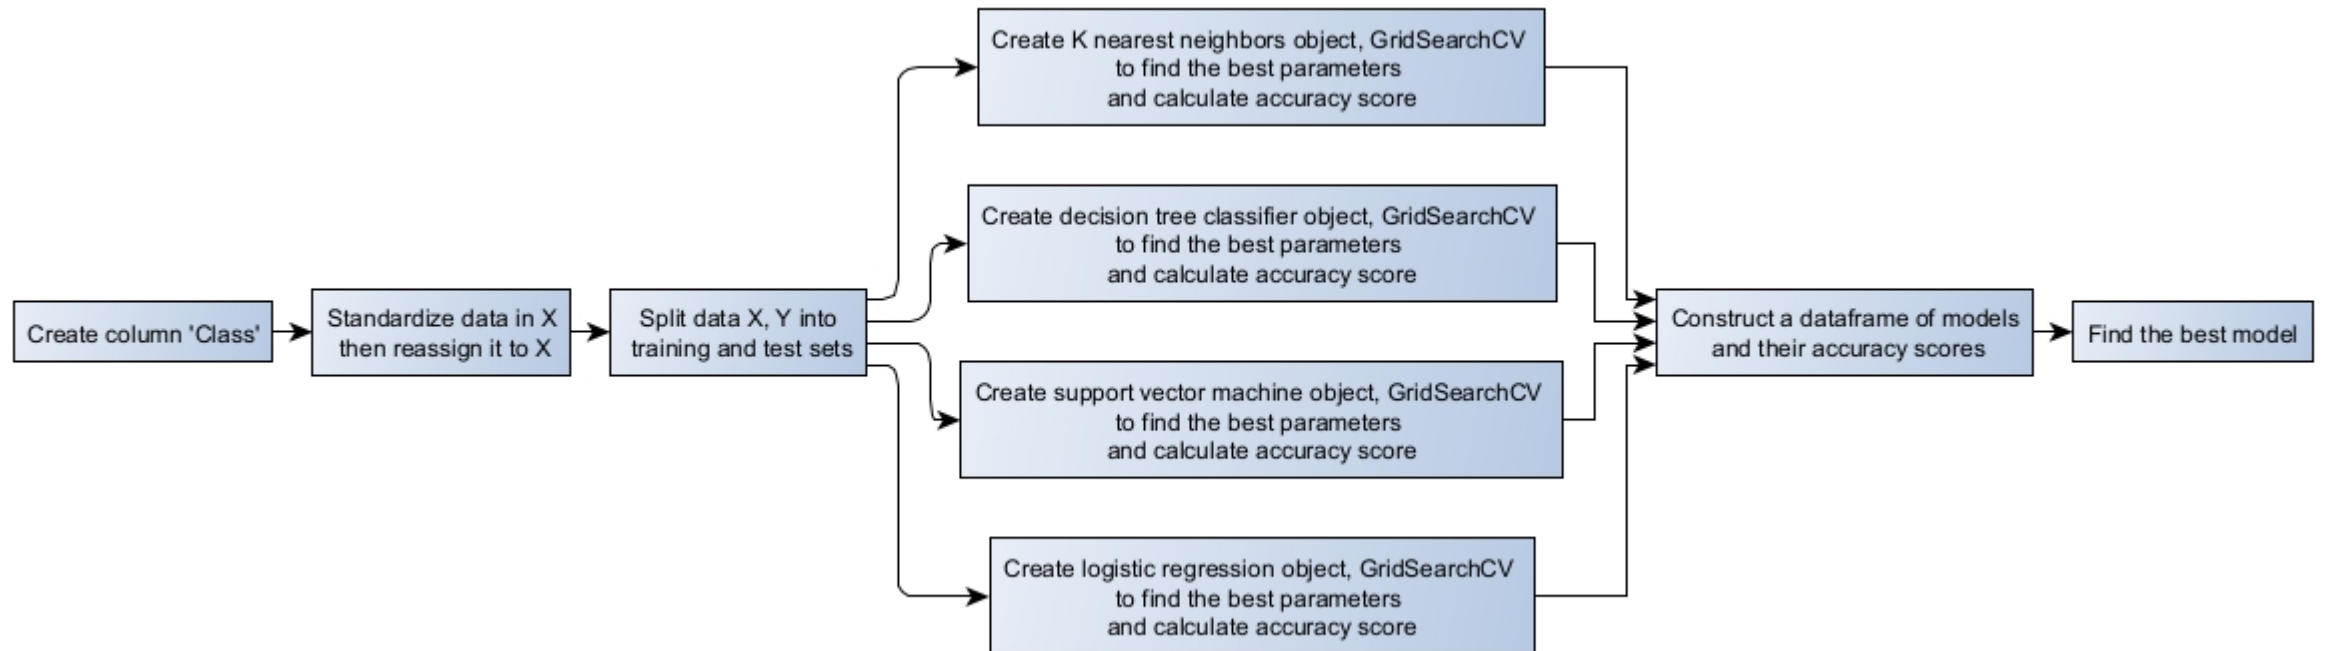 Create column 'Class'
Standardize data in X
then reassign it to X
Split data X, Y into
training and test sets
Create K nearest neighbors object, GridSearchCV
to find the best parameters
and calculate accuracy score
Create decision tree classifier object, GridSearchCV
to find the best parameters
and calculate accuracy score
Create support vector machine object, GridSearchCV
to find the best parameters
and calculate accuracy score
Create logistic regression object, GridSearchCV
to find the best parameters
and calculate accuracy score
Construct a dataframe of models
and their accuracy scores
Find the best model